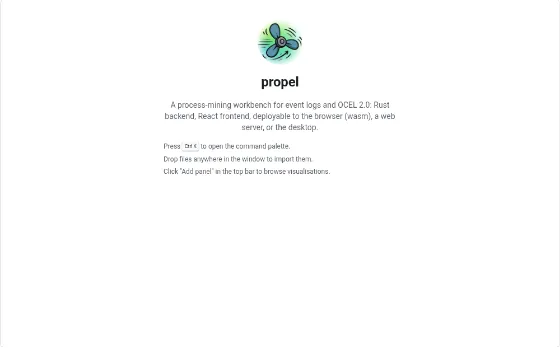 propel
A process-mining workbench for event logs and OCEL 2.0: Rust
backend, React frontend, deployable to the browser (wasm), a web
server, or the desktop.
Press Ctrl K to open the command palette.
Drop files anywhere in the window to import them.
Click "Add panel" in the top bar to browse visualisations.